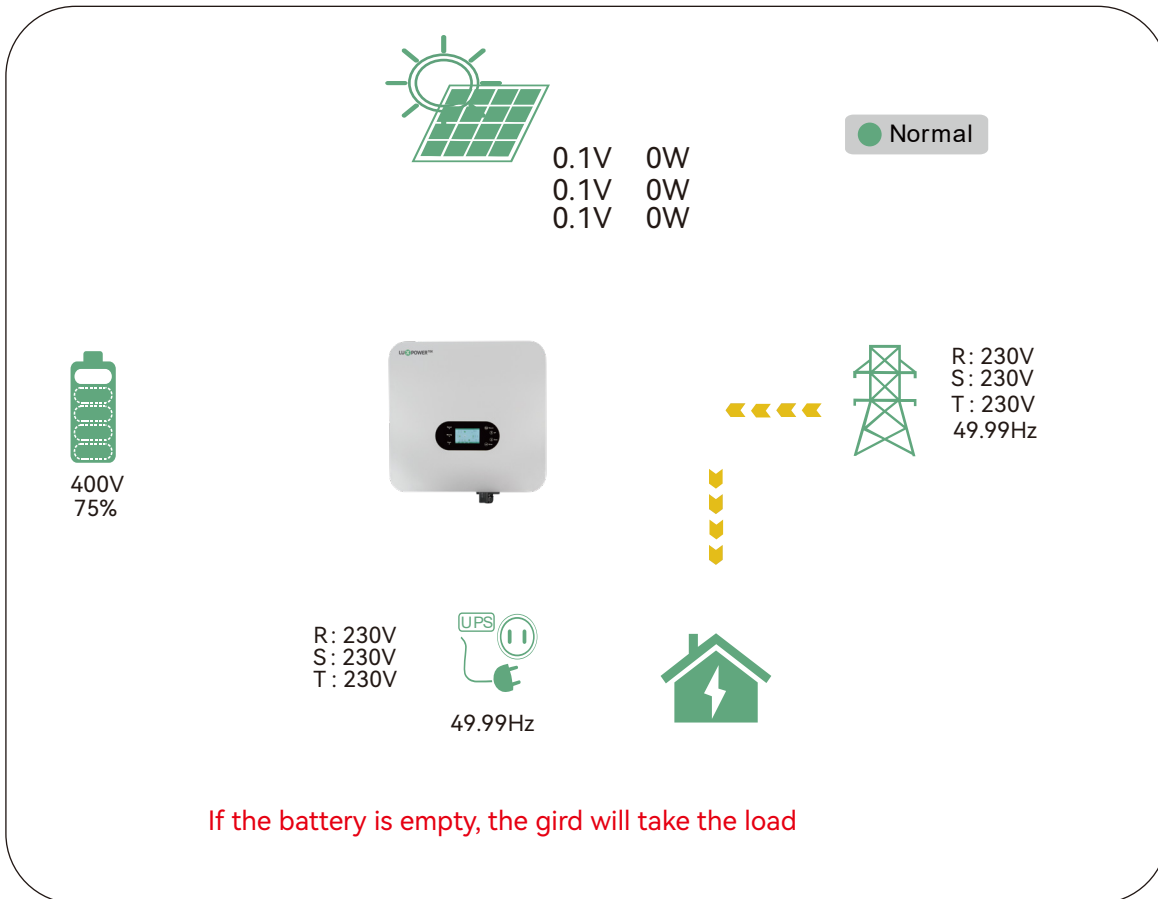 Normal
0.1V 0W
0.1V 0W
0.1V 0W
LUXPOWER™
R: 230V
S: 230V
T: 230V
49.99Hz
400V
75%
UPS
R: 230V
S: 230V
T: 230V
49.99Hz
If the battery is empty, the gird will take the load